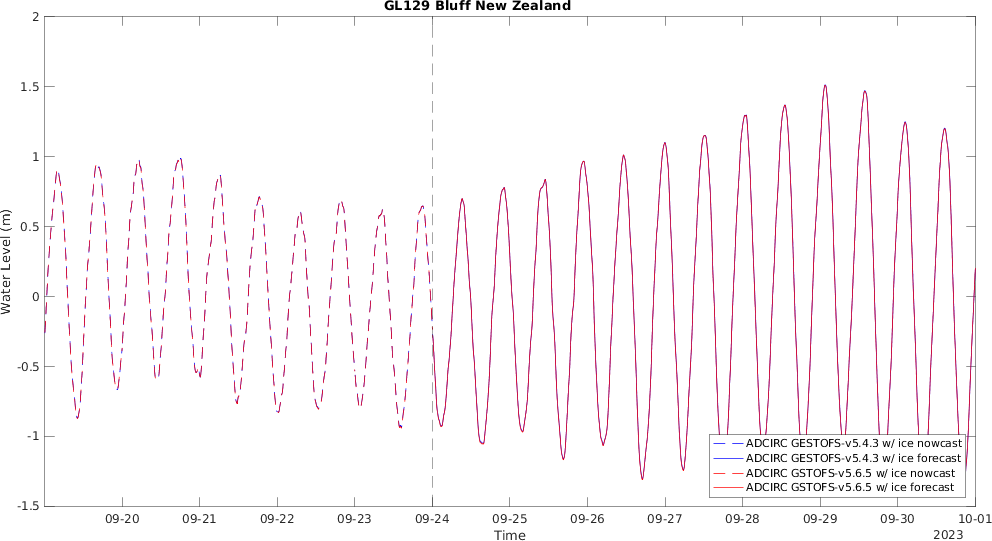 GL129 Bluff New Zealand
2
1.5
1
0.5
0
-0.5
-1
-1.5
Water Level (m)
ADCIRC GESTOFS-v5.4.3 w/ ice nowcast
ADCIRC GESTOFS-v5.4.3 w/ ice forecast
ADCIRC GSTOFS-v5.6.5 w/ ice nowcast
ADCIRC GSTOFS-v5.6.5 w/ ice forecast
09-20 09-21 09-22 09-23 09-24 09-25 09-26 09-27 09-28 09-29 09-30 10-01
Time
2023